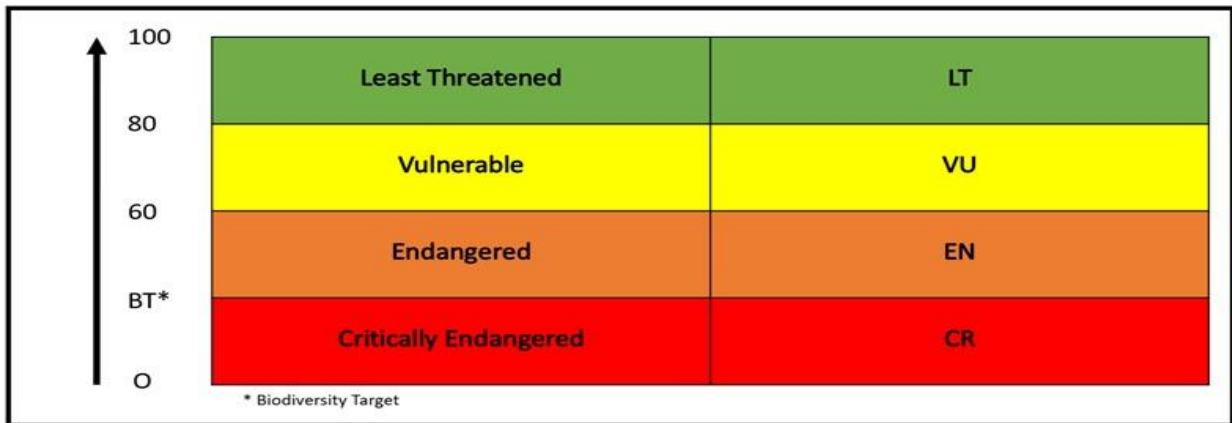 100
Least Threatened LT
80
Vulnerable VU
60
Endangered EN
BT*
Critically Endangered CR
O
* Biodiversity Target